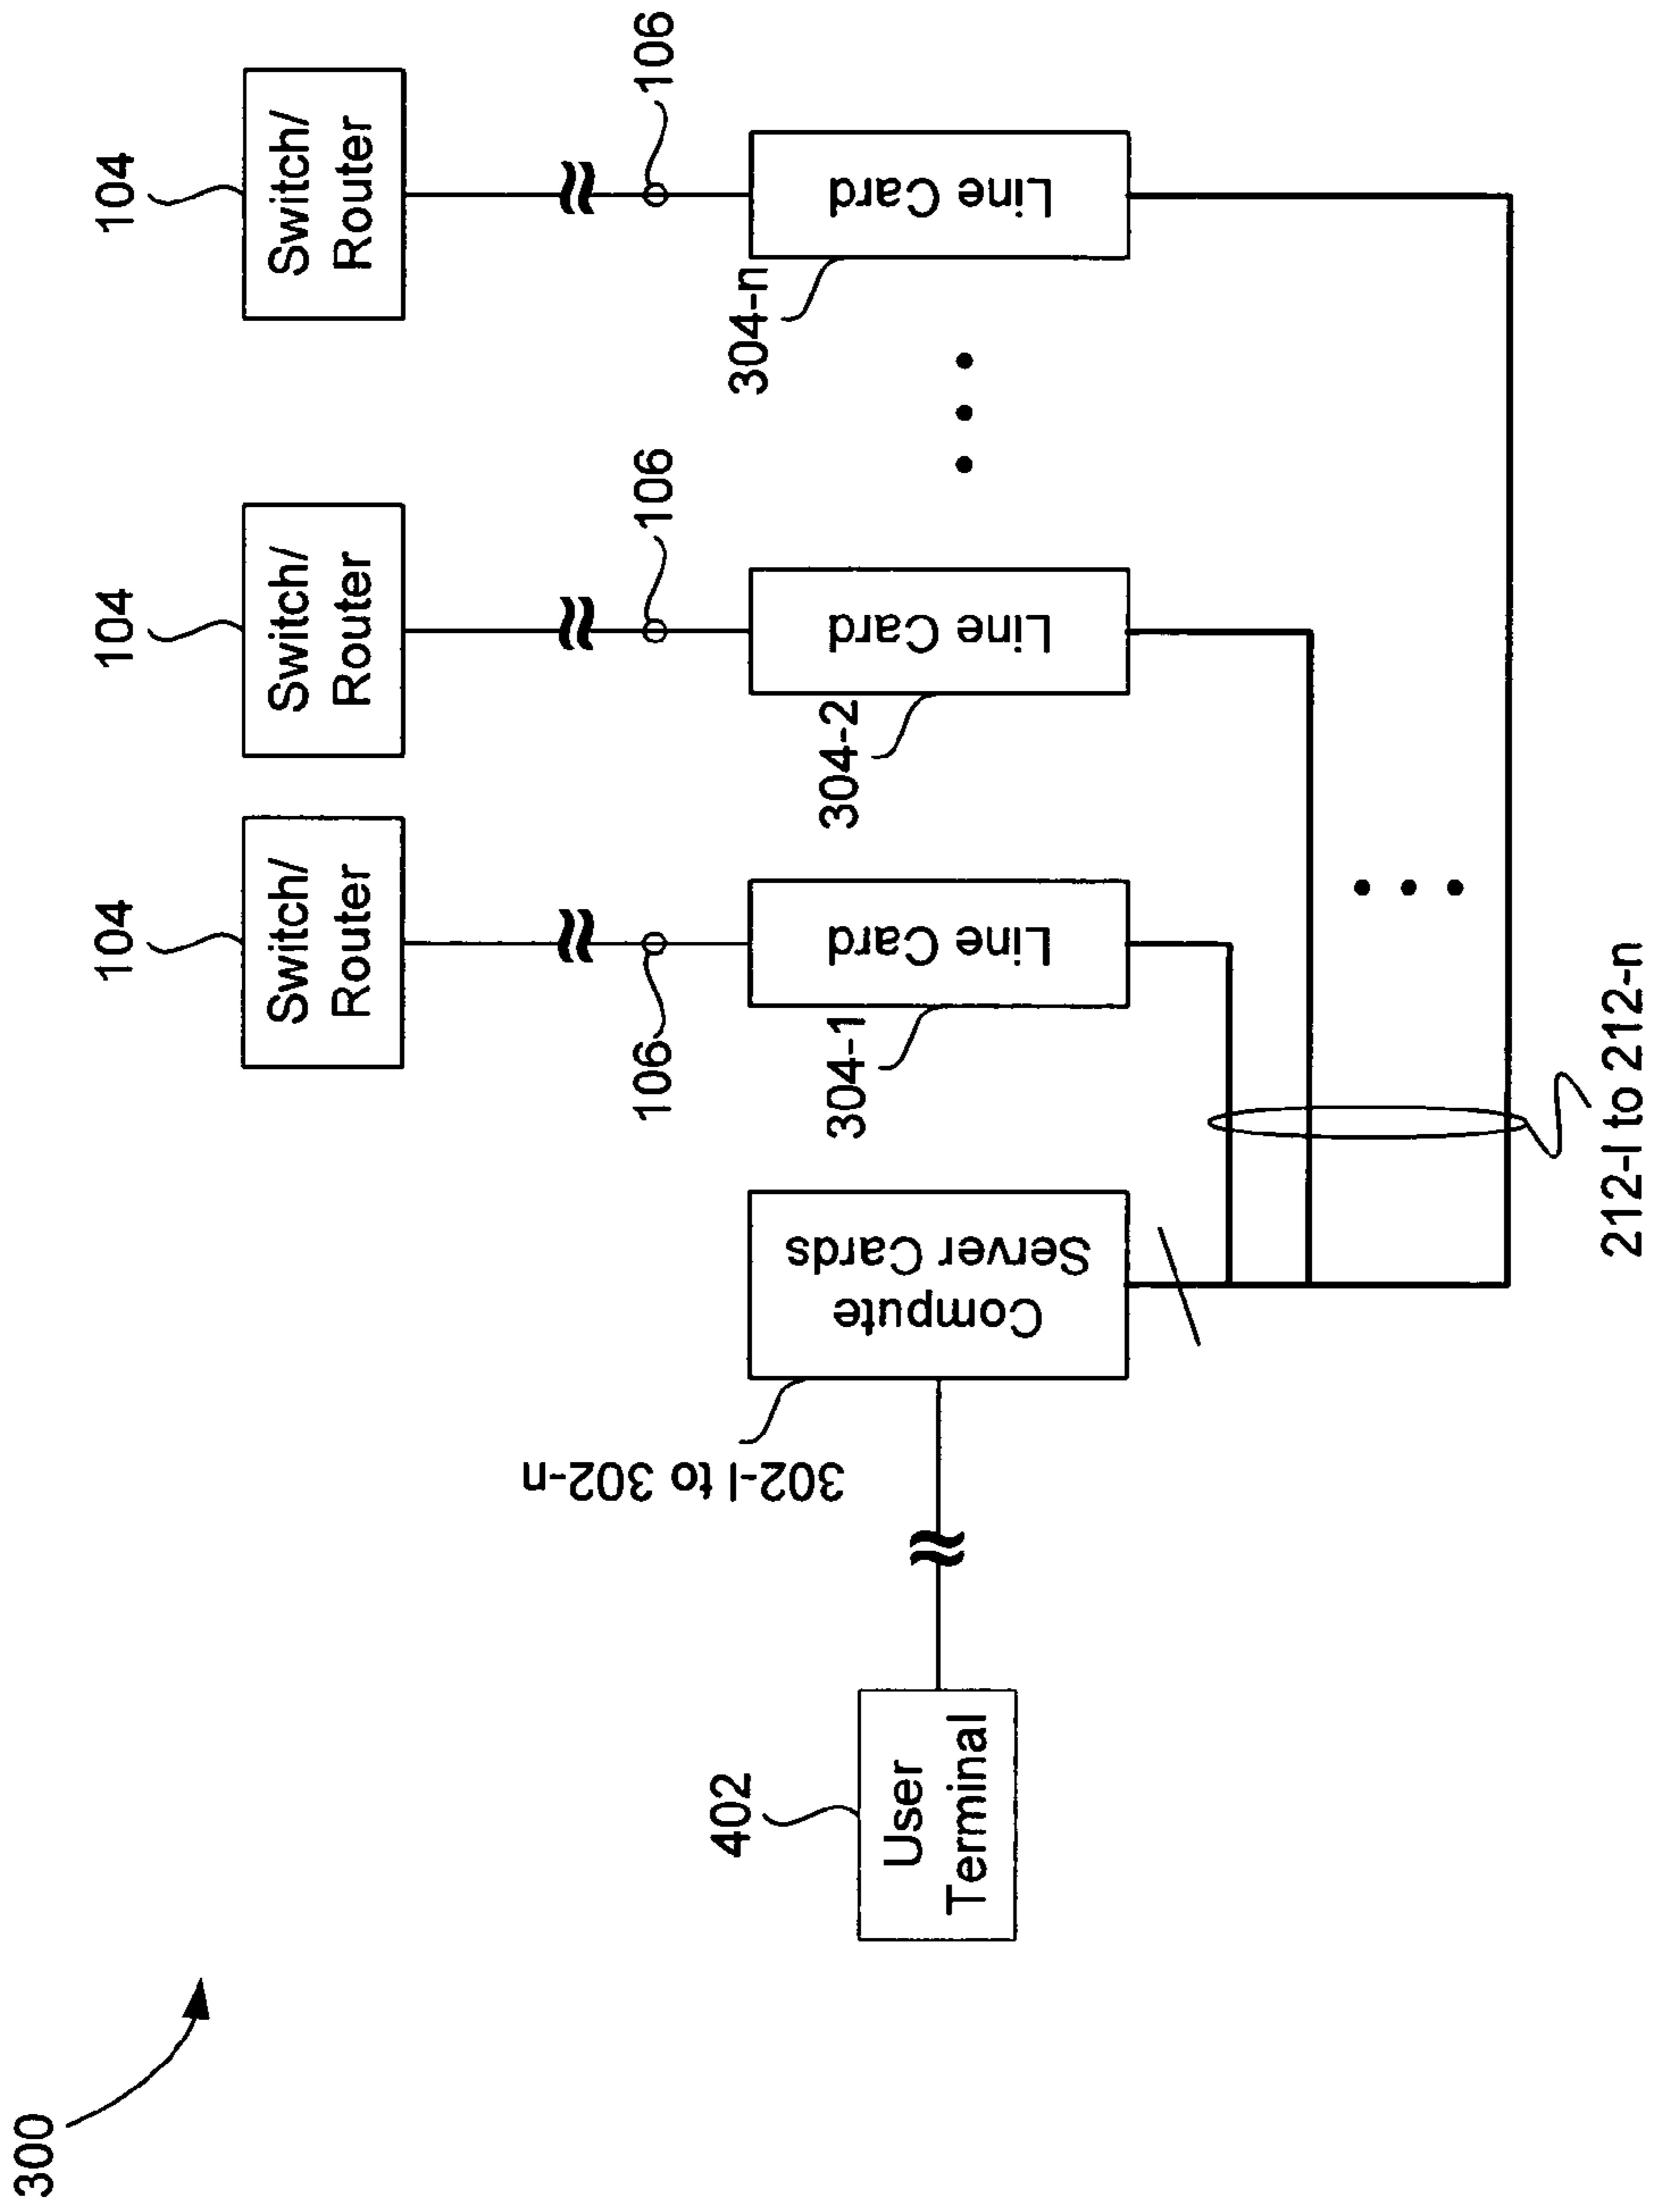 300
104
Switch/
Router
106
Line Card
304-n
104
Switch/
Router
106
Line Card
304-2
104
Switch/
Router
106
Line Card
304-1
Compute
Server Cards
302-l to 302-n
212-l to 212-n
402
User
Terminal